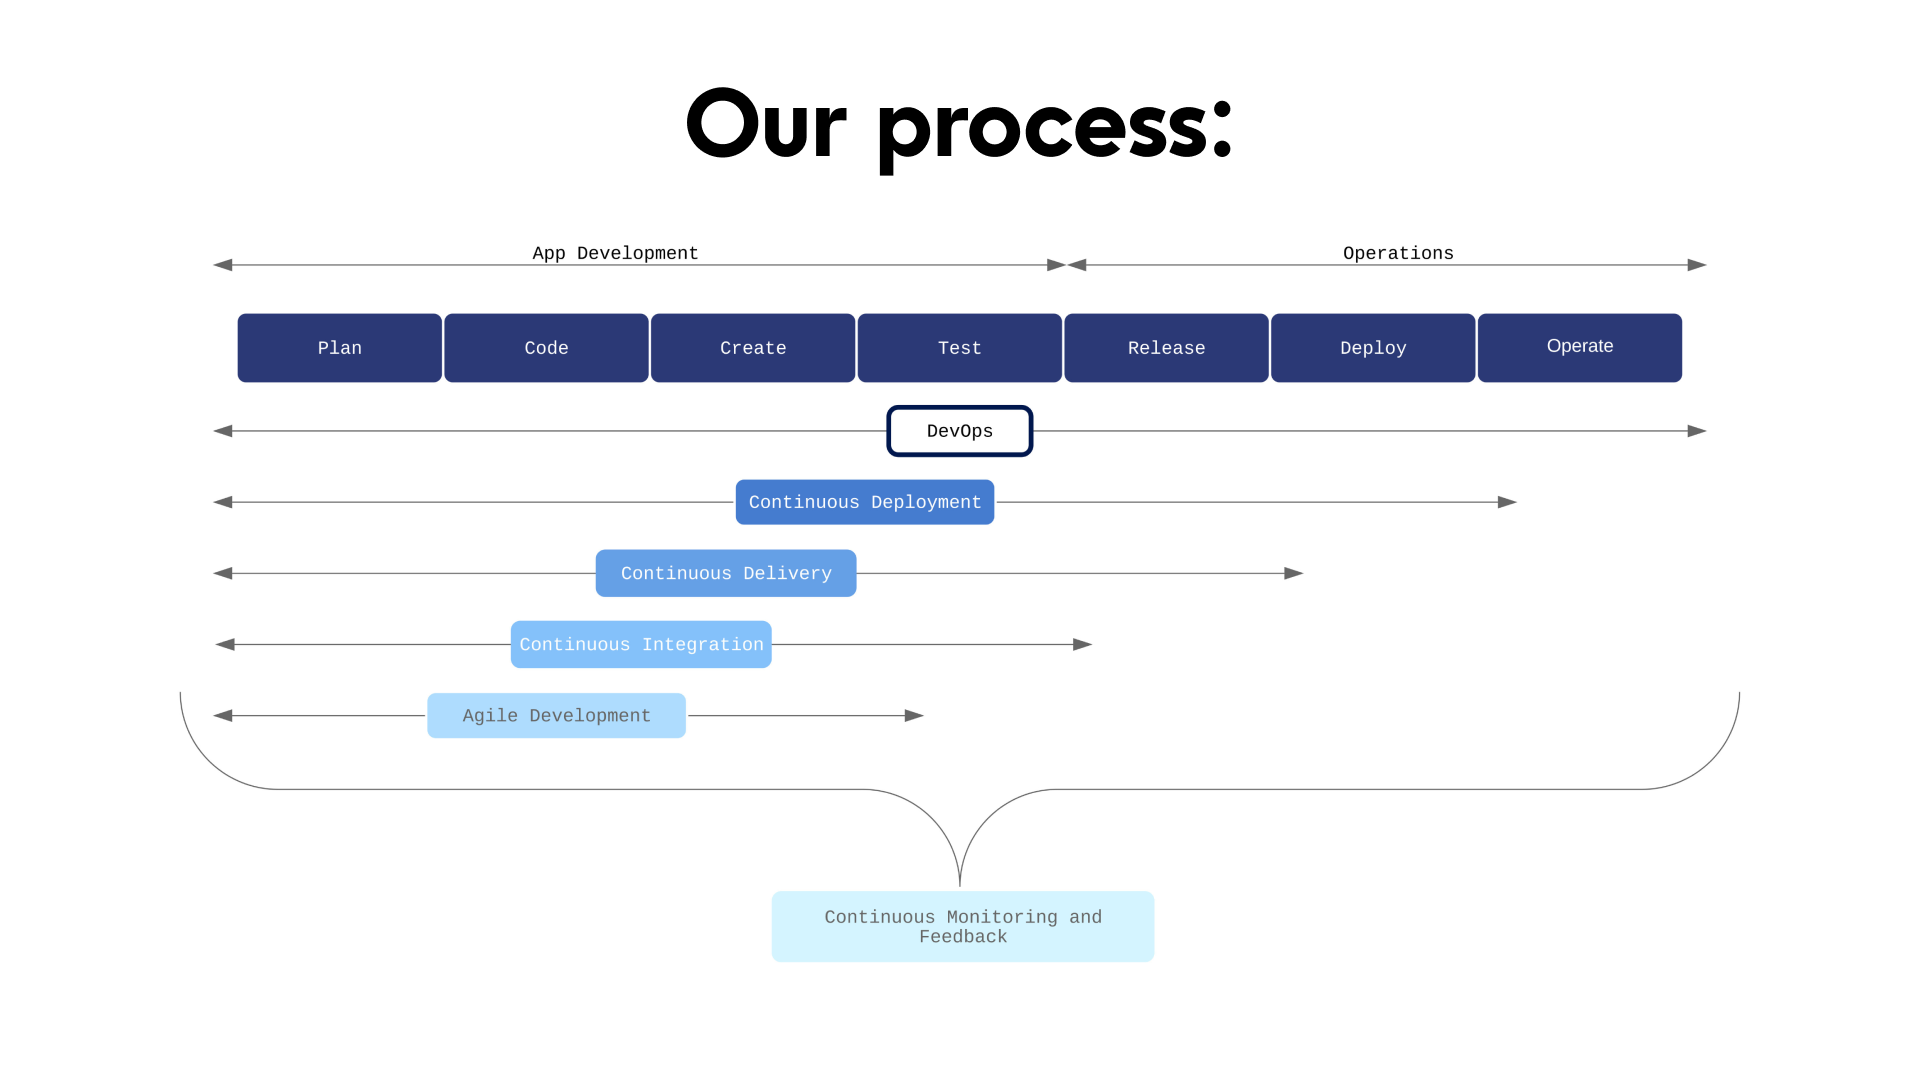 Our process:
App Development
Operations
Plan
Code
Create
Test
Release
Deploy
Operate
DevOps
Continuous Deployment
Continuous Delivery
Continuous Integration
Agile Development
Continuous Monitoring and
Feedback